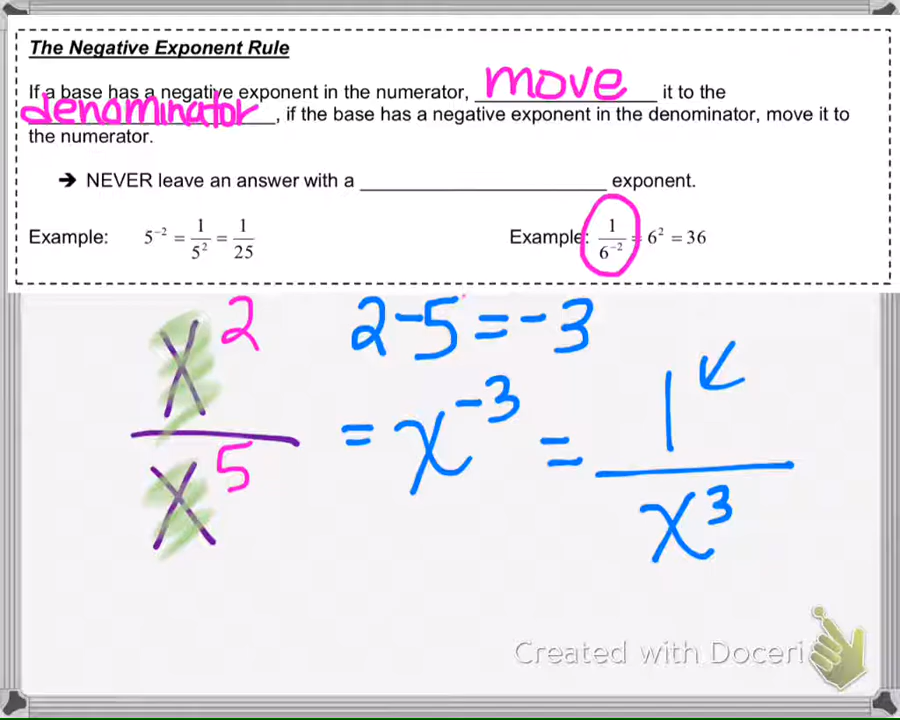 The Negative Exponent Rule
If a base has a negative exponent in the numerator, move it to the
denominator, if the base has a negative exponent in the denominator, move it to
the numerator.
➔ NEVER leave an answer with a ____________ exponent.
Example: 5⁻² = 1/5² = 1/25 Example: 1/6⁻² = 6² = 36
2-5=-3
x²/x⁵ = x⁻³ = 1/x³
Created with Doceri